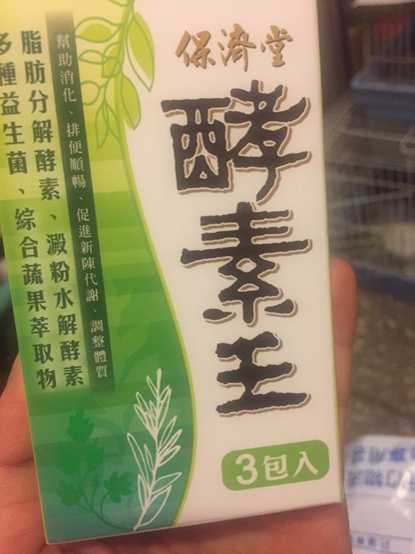 保濟堂
酵素王
3包入
幫助消化、排便順暢、促進新陳代謝、調整體質
脂肪分解酵素、澱粉水解酵素
多種益生菌、綜合蔬果萃取物